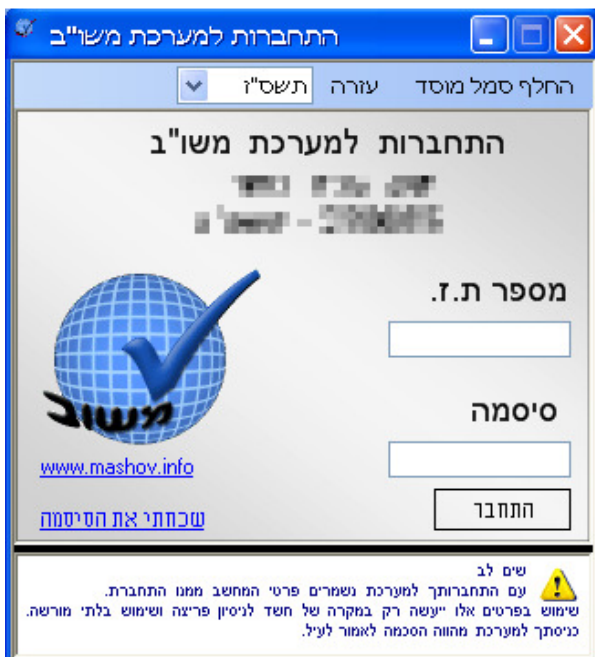 התחברות למערכת משו"ב
החלף סמל מוסד עזרה תשס"ז
התחברות למערכת משו"ב
מספר ת.ז.
משוב
סיסמה
www.mashov.info
התחבר
שכחתי את הסיסמה
שים לב
עם התחברותך למערכת נשמרים פרטי המחשב ממנו התחברת.
שימוש בפרטים אלו ייעשה רק במקרה של חשד לניסיון פריצה ושימוש בלתי מורשה.
כניסתך למערכת מהווה הסכמה לאמור לעיל.